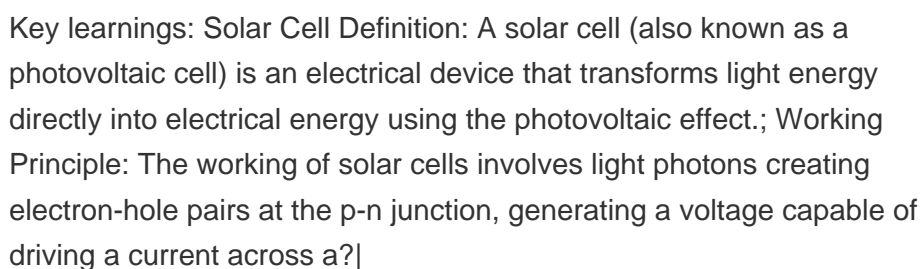 Key learnings: Solar Cell Definition: A solar cell (also known as a
photovoltaic cell) is an electrical device that transforms light energy
directly into electrical energy using the photovoltaic effect.; Working
Principle: The working of solar cells involves light photons creating
electron-hole pairs at the p-n junction, generating a voltage capable of
driving a current across a?|